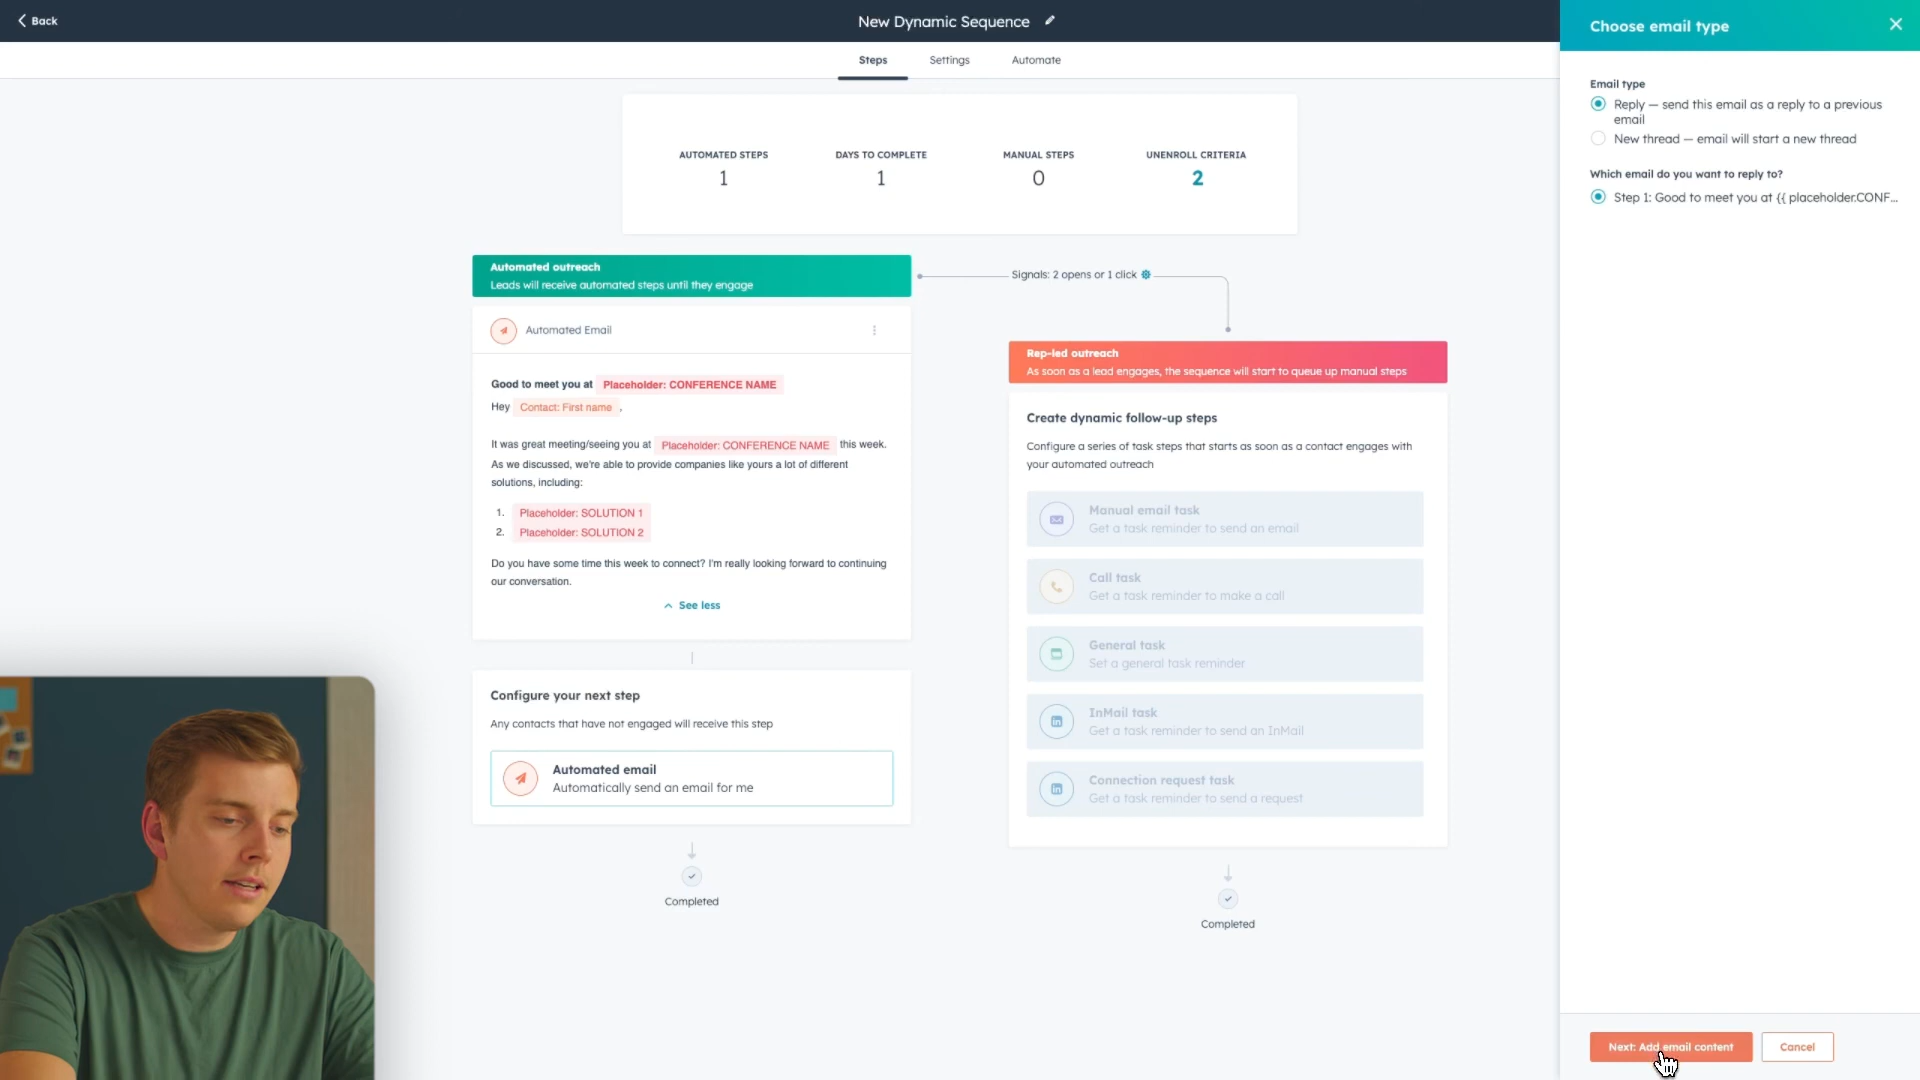 Back
New Dynamic Sequence
Choose email type
Steps
Settings
Automate
AUTOMATED STEPS
1
DAYS TO COMPLETE
1
MANUAL STEPS
0
UNENROLL CRITERIA
2
Automated outreach
Leads will receive automated steps until they engage
Signals: 2 opens or 1 click
Automated Email
Good to meet you at Placeholder: CONFERENCE NAME
Hey Contact: First name ,
It was great meeting/seeing you at Placeholder: CONFERENCE NAME this week.
As we discussed, we're able to provide companies like yours a lot of different
solutions, including:
1. Placeholder: SOLUTION 1
2. Placeholder: SOLUTION 2
Do you have some time this week to connect? I'm really looking forward to continuing
our conversation.
See less
Configure your next step
Any contacts that have not engaged will receive this step
Automated email
Automatically send an email for me
Completed
Rep-led outreach
As soon as a lead engages, the sequence will start to queue up manual steps
Create dynamic follow-up steps
Configure a series of task steps that starts as soon as a contact engages with
your automated outreach
Manual email task
Get a task reminder to send an email
Call task
Get a task reminder to make a call
General task
Set a general task reminder
InMail task
Get a task reminder to send an InMail
Connection request task
Get a task reminder to send a request
Completed
Email type
Reply — send this email as a reply to a previous
email
New thread — email will start a new thread
Which email do you want to reply to?
Step 1: Good to meet you at {{ placeholder.CONF...
Next: Add email content
Cancel